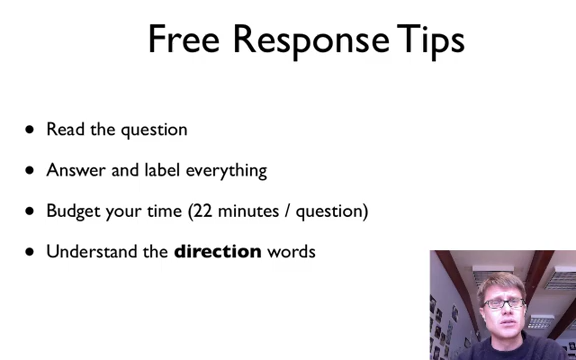 Free Response Tips
• Read the question
• Answer and label everything
• Budget your time (22 minutes / question)
• Understand the direction words